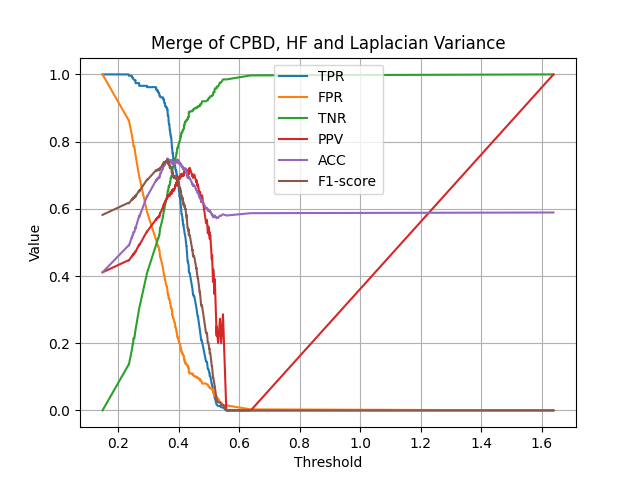 Merge of CPBD, HF and Laplacian Variance
1.0
0.8
0.6
0.4
0.2
0.0
Value
TPR
FPR
TNR
PPV
ACC
F1-score
0.2 0.4 0.6 0.8 1.0 1.2 1.4 1.6
Threshold